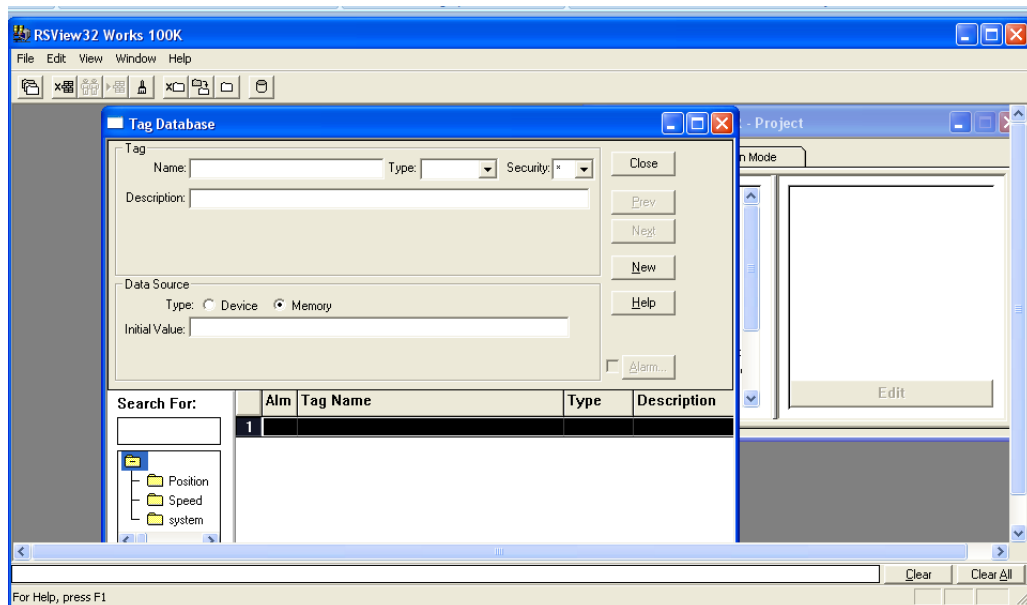 RSView32 Works 100K
File Edit View Window Help
Tag Database
- Project
Tag
Name:
Type:
Security: *
Close
n Mode
Description:
Prev
Next
New
Data Source
Type: Device Memory
Help
Initial Value:
Alarm...
Edit
Search For:
Alm Tag Name Type Description
1
Position
Speed
system
Clear Clear All
For Help, press F1